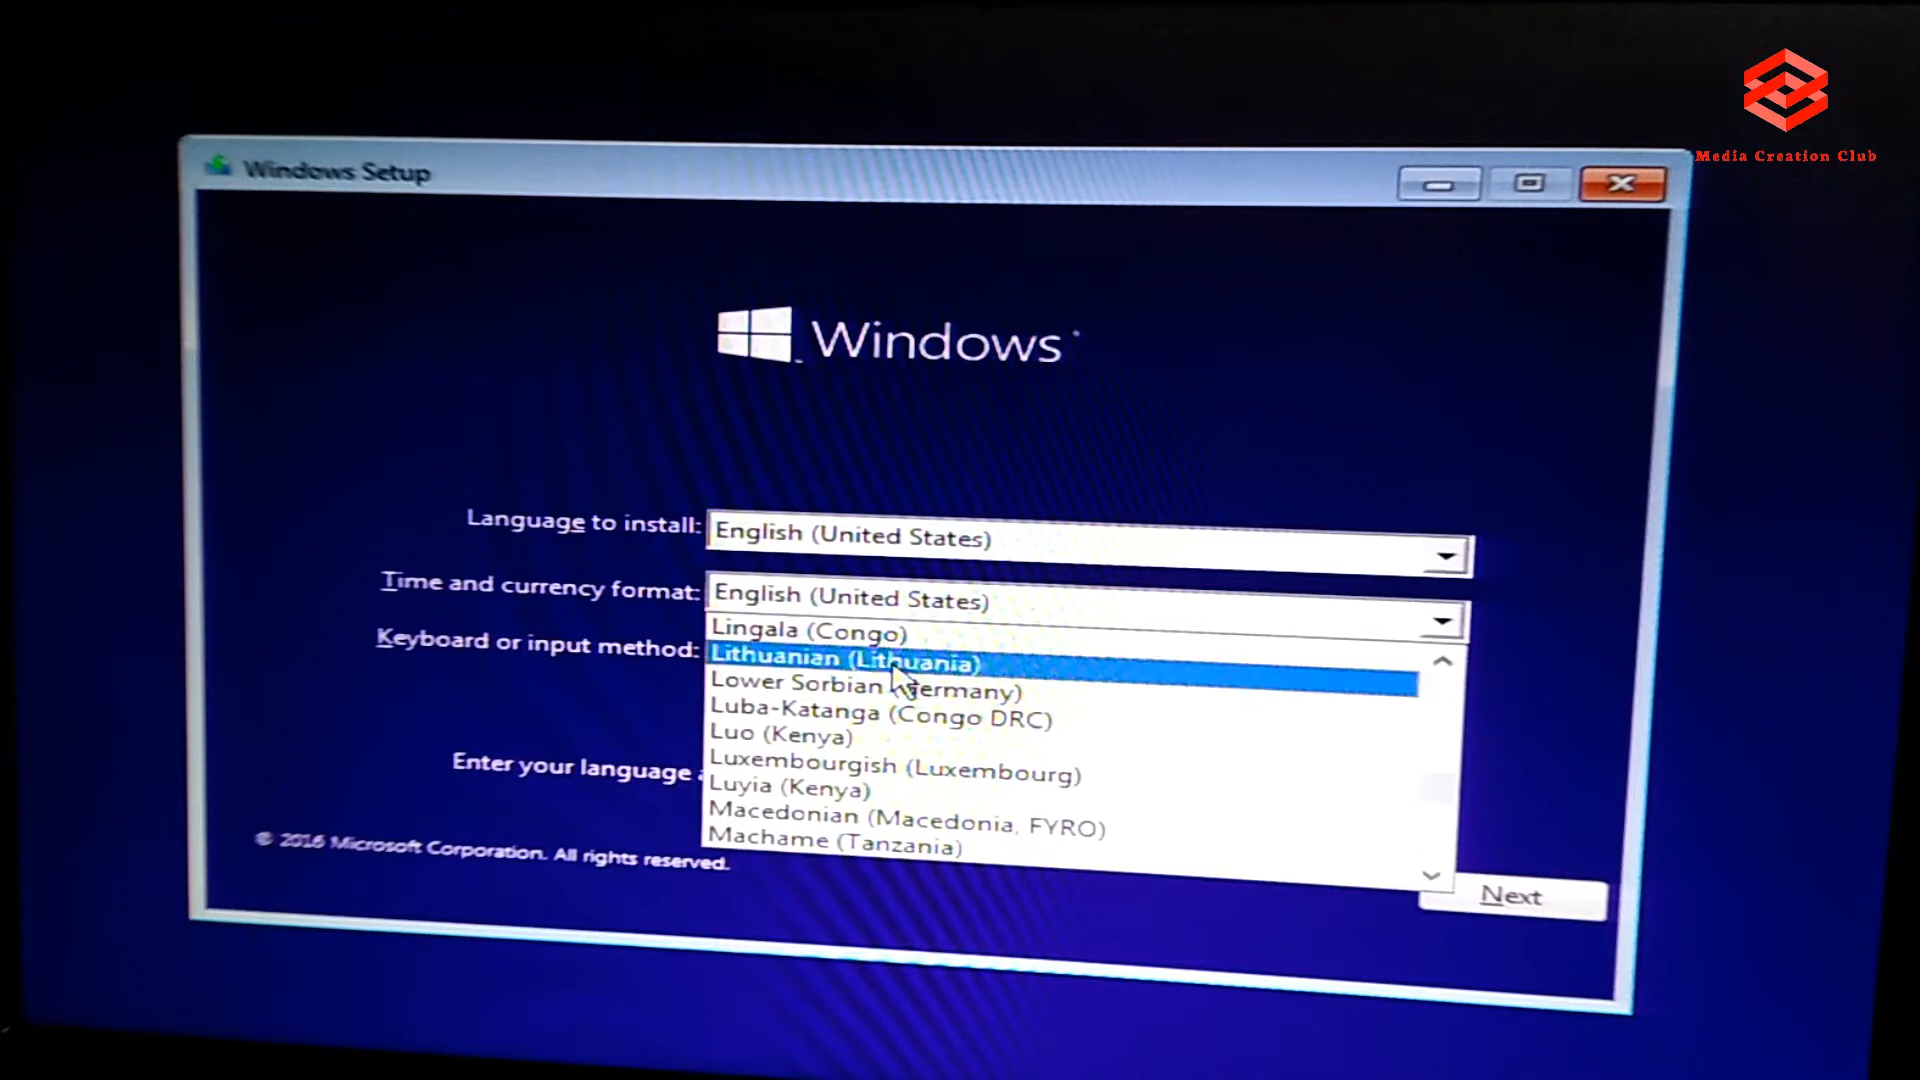 Media Creation Club
Windows Setup
Windows
Language to install: English (United States)
Time and currency format: English (United States)
Lingala (Congo)
Keyboard or input method:
Lithuanian (Lithuania)
Lower Sorbian (Germany)
Luba-Katanga (Congo DRC)
Luo (Kenya)
Luxembourgish (Luxembourg)
Enter your language
Luyia (Kenya)
Macedonian (Macedonia, FYRO)
Machame (Tanzania)
© 2016 Microsoft Corporation. All rights reserved.
Next